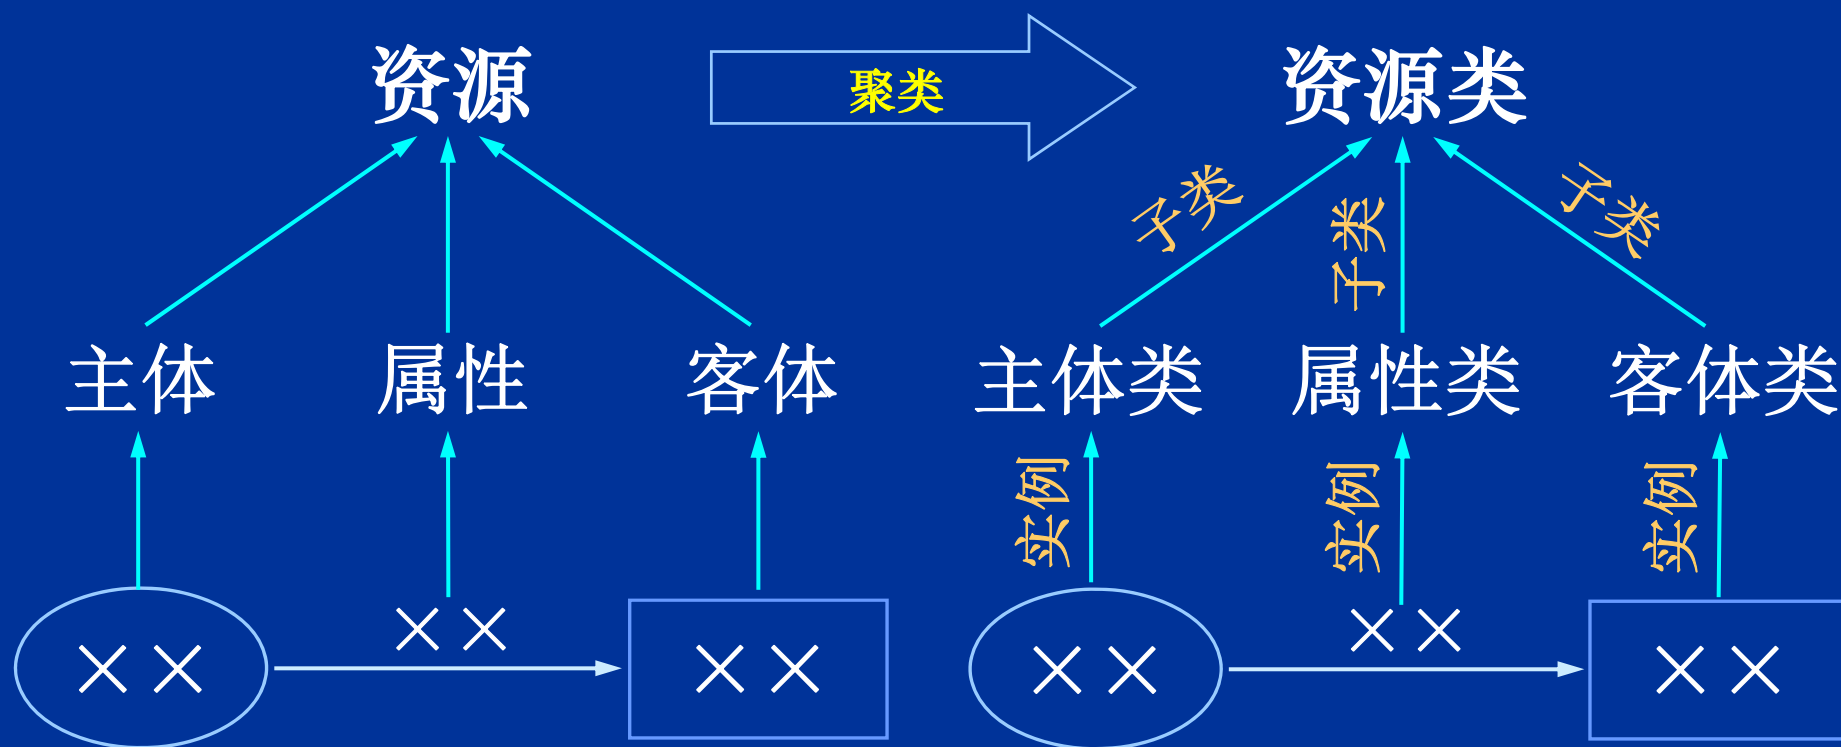 资源
聚类
资源类
子类
子类
子类
主体
属性
客体
主体类
属性类
客体类
实例
实例
实例
××
××
××
××
××
××